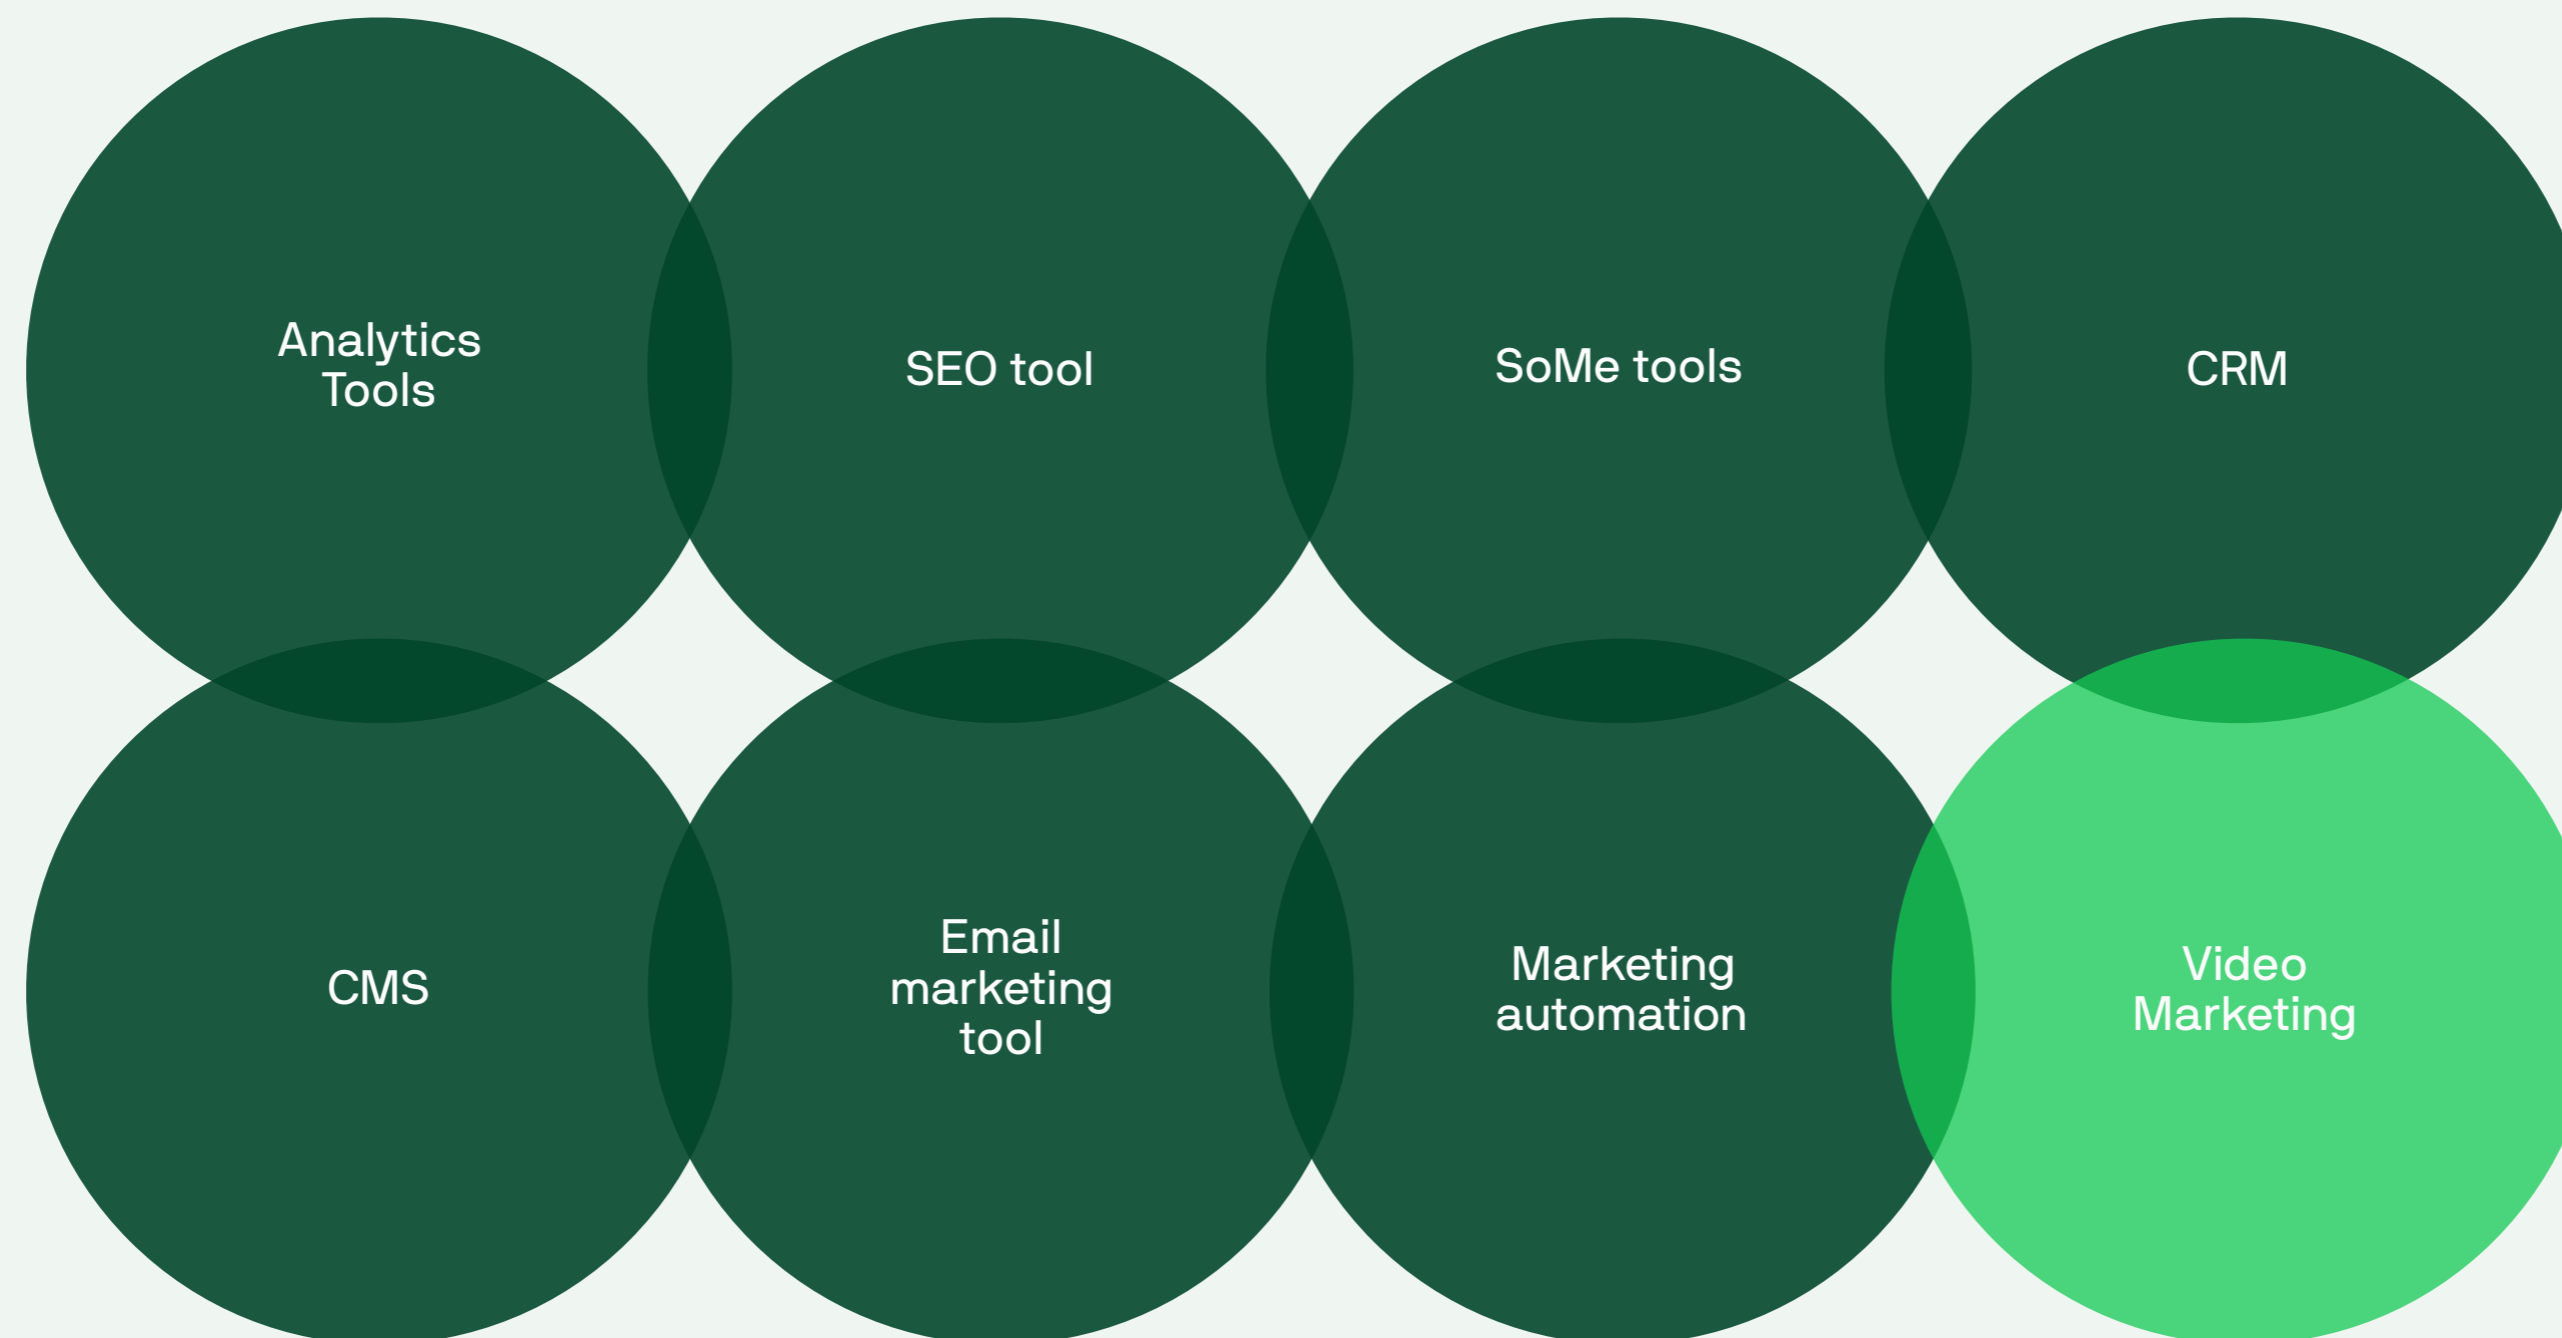 Analytics
Tools
SEO tool
SoMe tools
CRM
CMS
Email
marketing
tool
Marketing
automation
Video
Marketing